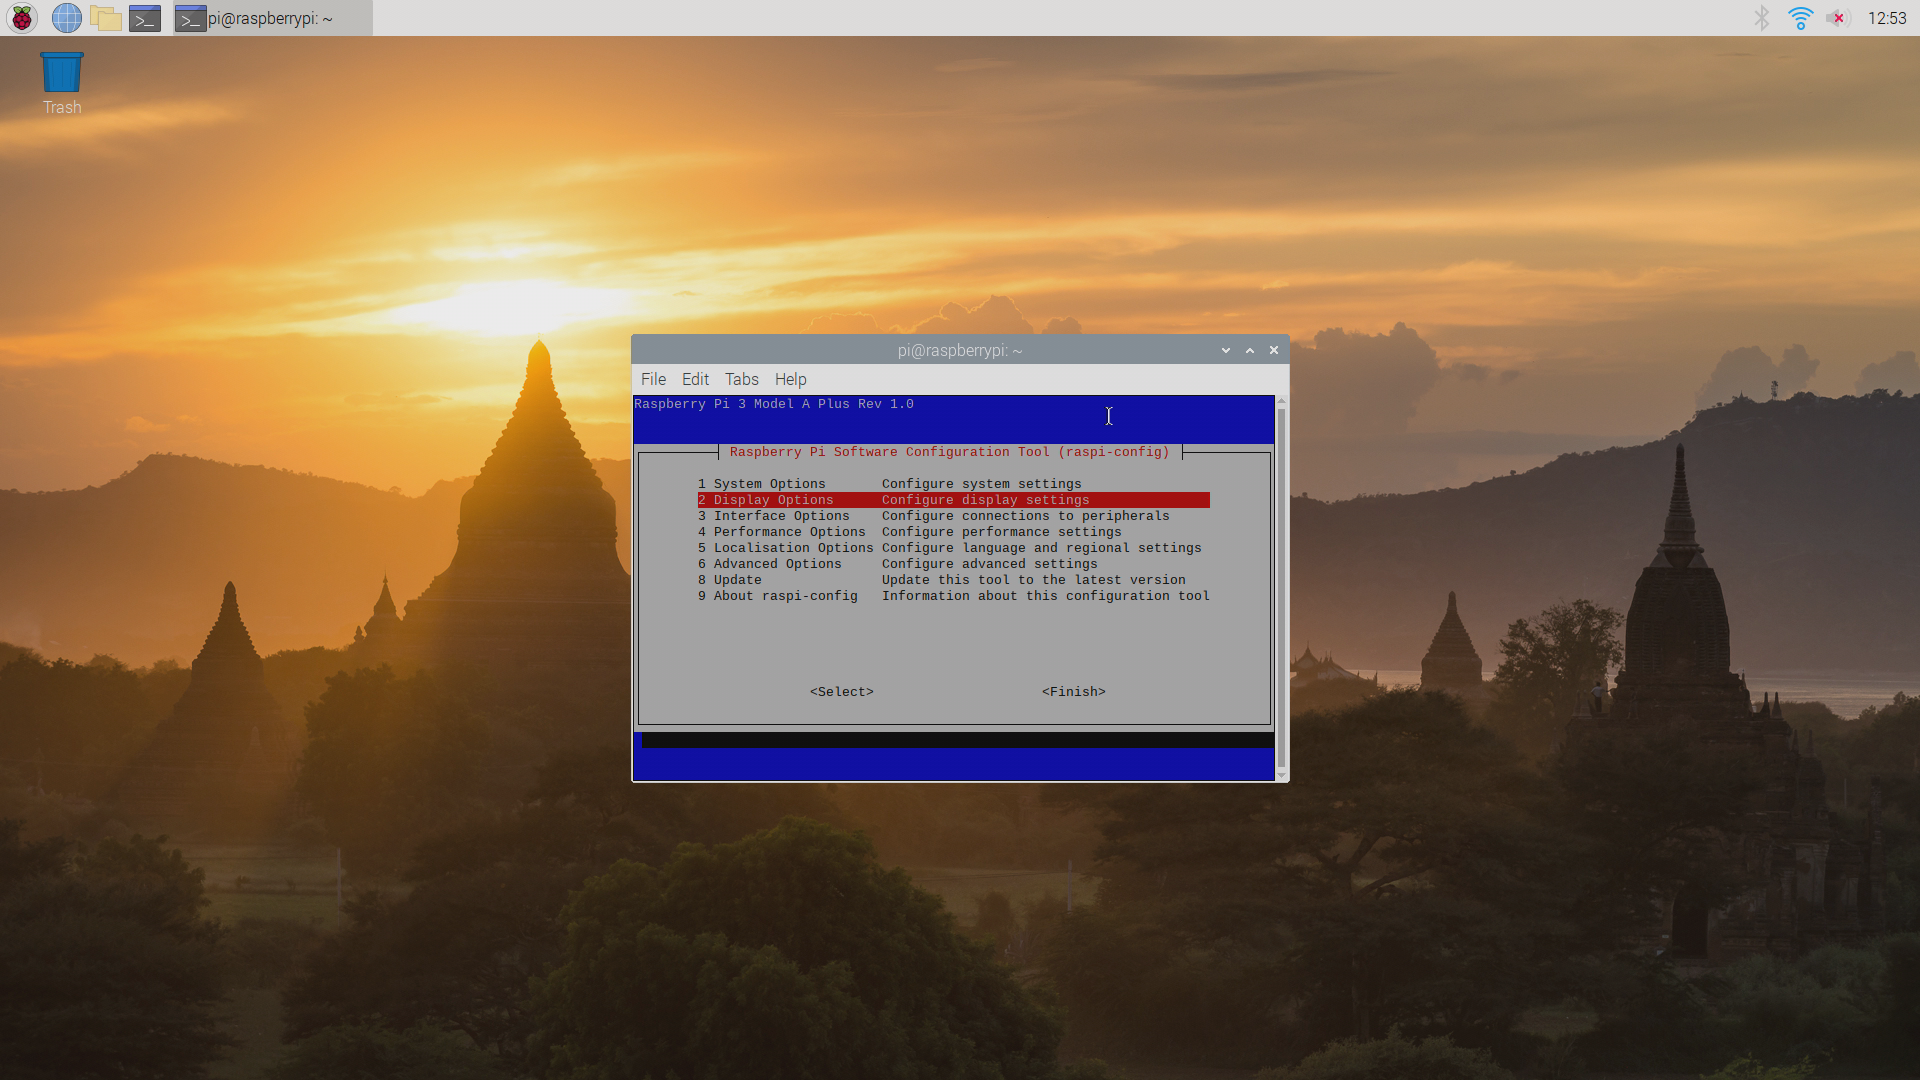 pi@raspberrypi: ~
12:53
Trash
pi@raspberrypi: ~
File Edit Tabs Help
Raspberry Pi 3 Model A Plus Rev 1.0
Raspberry Pi Software Configuration Tool (raspi-config)
1 System Options Configure system settings
2 Display Options Configure display settings
3 Interface Options Configure connections to peripherals
4 Performance Options Configure performance settings
5 Localisation Options Configure language and regional settings
6 Advanced Options Configure advanced settings
8 Update Update this tool to the latest version
9 About raspi-config Information about this configuration tool
<Select> <Finish>